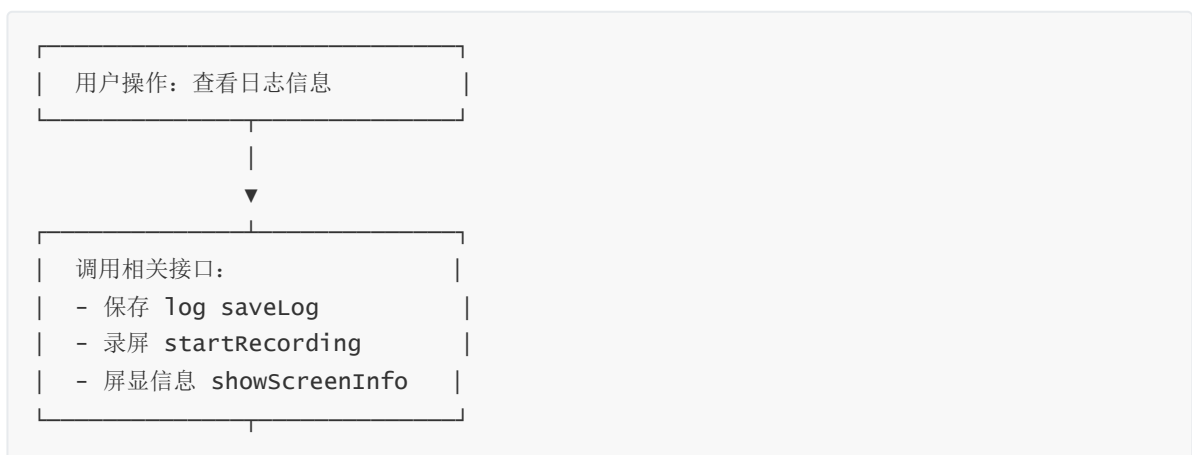 用户操作：查看日志信息
调用相关接口：
- 保存 log saveLog
- 录屏 startRecording
- 屏显信息 showScreenInfo